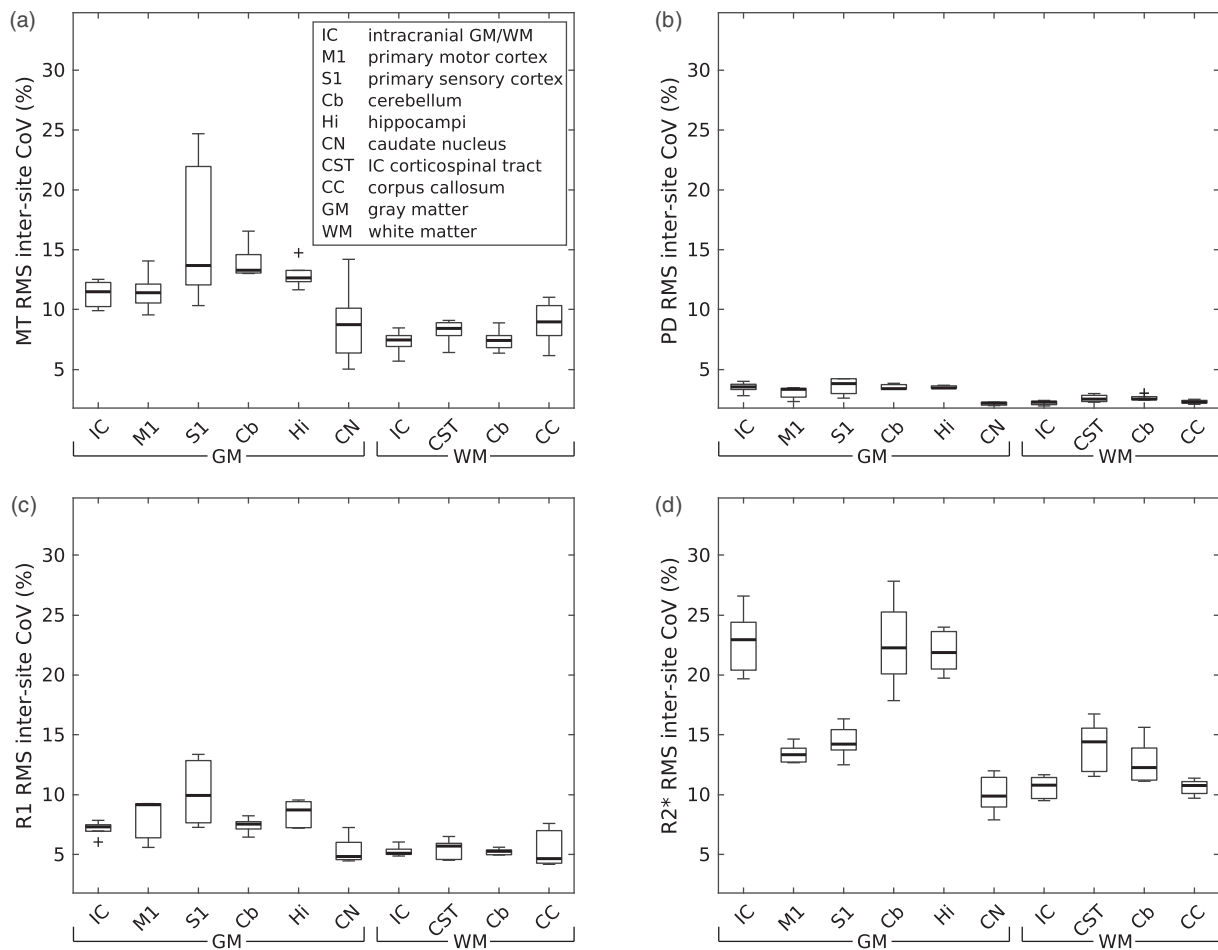 (a)
MT RMS inter-site CoV (%)
30
25
20
15
10
5
IC intracranial GM/WM
M1 primary motor cortex
S1 primary sensory cortex
Cb cerebellum
Hi hippocampi
CN caudate nucleus
CST IC corticospinal tract
CC corpus callosum
GM gray matter
WM white matter
IC M1 S1 Cb Hi CN IC CST Cb CC
GM WM
(b)
PD RMS inter-site CoV (%)
30
25
20
15
10
5
IC M1 S1 Cb Hi CN IC CST Cb CC
GM WM
(c)
R1 RMS inter-site CoV (%)
30
25
20
15
10
5
IC M1 S1 Cb Hi CN IC CST Cb CC
GM WM
(d)
R2* RMS inter-site CoV (%)
30
25
20
15
10
5
IC M1 S1 Cb Hi CN IC CST Cb CC
GM WM